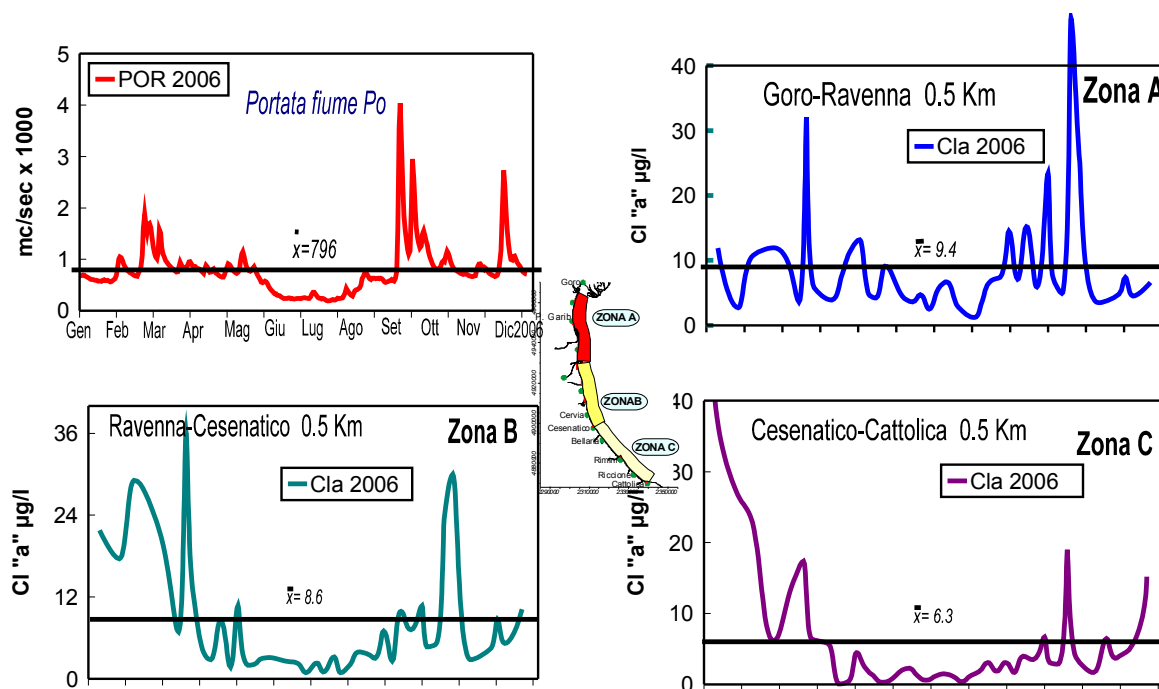 5
4
3
2
1
0
mc/sec x 1000
POR 2006
Portata fiume Po
x=796
Gen Feb Mar Apr Mag Giu Lug Ago Set Ott Nov Dic2006
40
30
20
10
0
Cl "a" µg/l
Goro-Ravenna 0.5 Km
Zona A
Cla 2006
x= 9.4
Goro
Garib
ZONA A
ZONAB
Cervia
Cesenatico
Bellaria
ZONA C
Rimini
Riccione
Cattolica
36
24
12
0
Cl "a" µg/l
Ravenna-Cesenatico 0.5 Km
Zona B
Cla 2006
x= 8.6
40
30
20
10
0
Cl "a" µg/l
Cesenatico-Cattolica 0.5 Km
Zona C
Cla 2006
x= 6.3